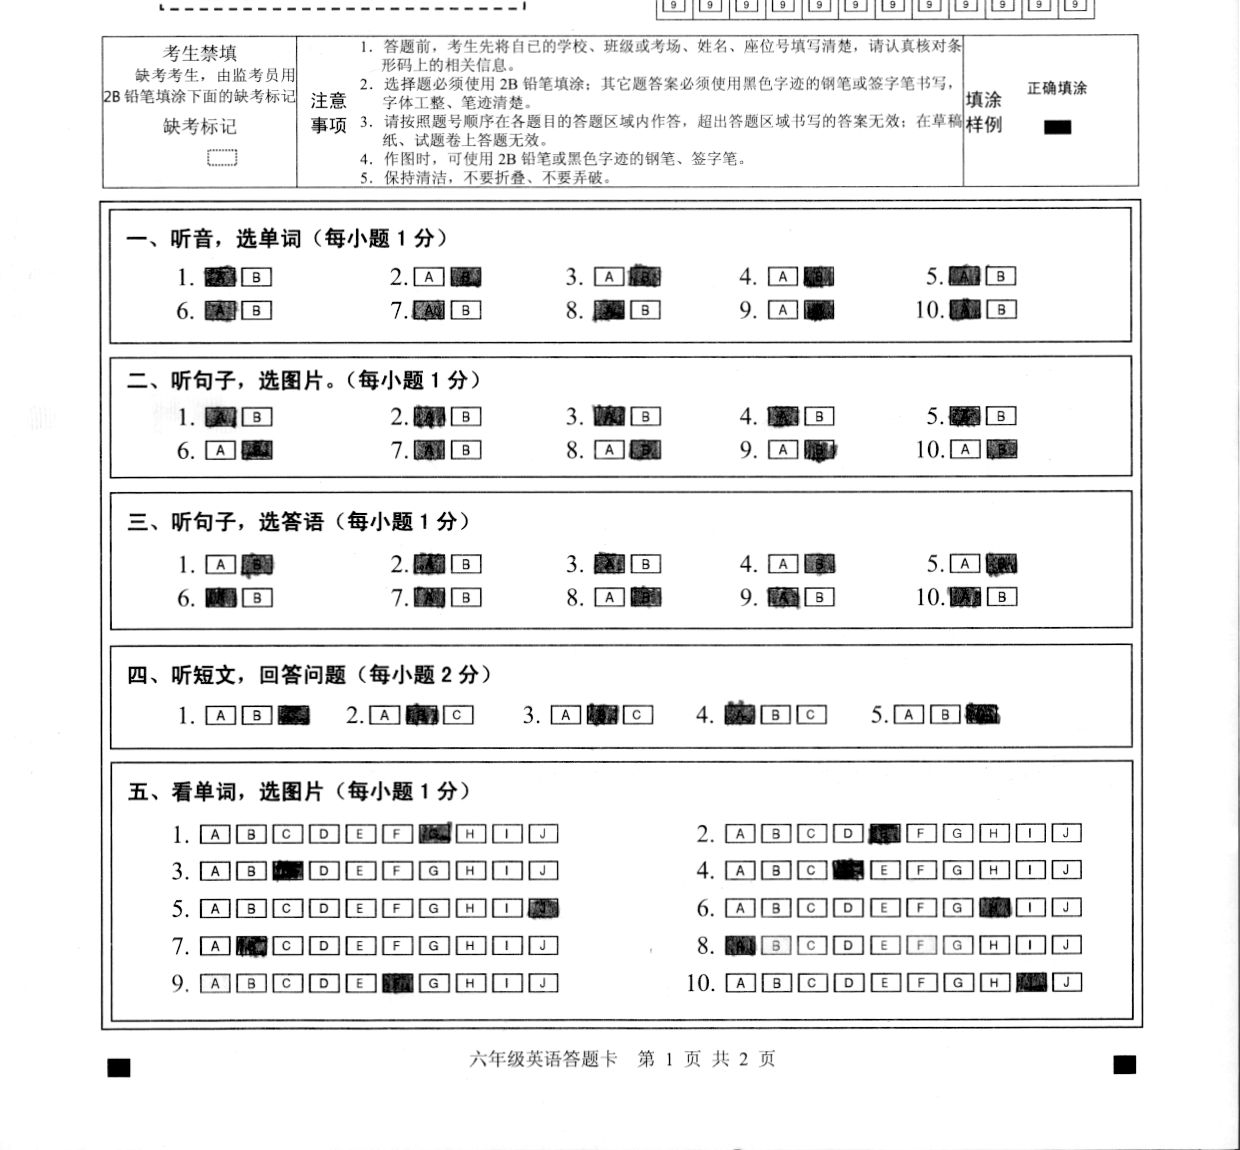 9 9 9 9 9 9 9 9 9 9 9 9
考生禁填
缺考考生，由监考员用
2B 铅笔填涂下面的缺考标记
缺考标记
注意
事项
1. 答题前，考生先将自已的学校、班级或考场、姓名、座位号填写清楚，请认真核对条
形码上的相关信息。
2. 选择题必须使用 2B 铅笔填涂；其它题答案必须使用黑色字迹的钢笔或签字笔书写，
字体工整、笔迹清楚。
3. 请按照题号顺序在各题目的答题区域内作答，超出答题区域书写的答案无效；在草稿
纸、试题卷上答题无效。
4. 作图时，可使用 2B 铅笔或黑色字迹的钢笔、签字笔。
5. 保持清洁，不要折叠、不要弄破。
填涂
样例
正确填涂
一、听音，选单词（每小题 1 分）
1. A B 2. A B 3. A B 4. A B 5. A B
6. A B 7. A B 8. A B 9. A B 10. A B
二、听句子，选图片。（每小题 1 分）
1. A B 2. A B 3. A B 4. A B 5. A B
6. A B 7. A B 8. A B 9. A B 10. A B
三、听句子，选答语（每小题 1 分）
1. A B 2. A B 3. A B 4. A B 5. A B
6. A B 7. A B 8. A B 9. A B 10. A B
四、听短文，回答问题（每小题 2 分）
1. A B 2. A C 3. A C 4. A B C 5. A B
五、看单词，选图片（每小题 1 分）
1. A B C D E F G H I J 2. A B C D F G H I J
3. A B D E F G H I J 4. A B C E F G H I J
5. A B C D E F G H I J 6. A B C D E F G H I J
7. A C D E F G H I J 8. A B C D E F G H I J
9. A B C D E G H I J 10. A B C D E F G H J
六年级英语答题卡 第 1 页 共 2 页